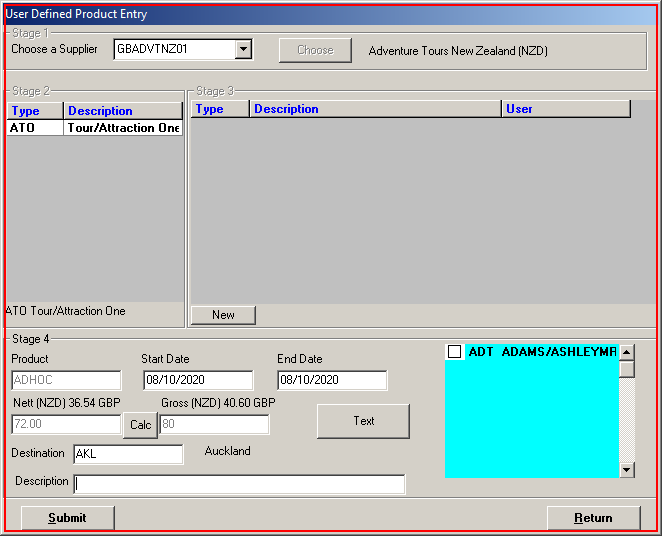 User Defined Product Entry
Stage 1
Choose a Supplier GBADVTNZ01 Choose Adventure Tours New Zealand (NZD)
Stage 2
Type Description
ATO Tour/Attraction One
ATO Tour/Attraction One
Stage 3
Type Description User
New
Stage 4
Product Start Date End Date
ADHOC 08/10/2020 08/10/2020
Nett (NZD) 36.54 GBP Gross (NZD) 40.60 GBP
72.00 Calc 80 Text
Destination AKL Auckland
Description
ADT ADAMS/ASHLEYMR
Submit Return